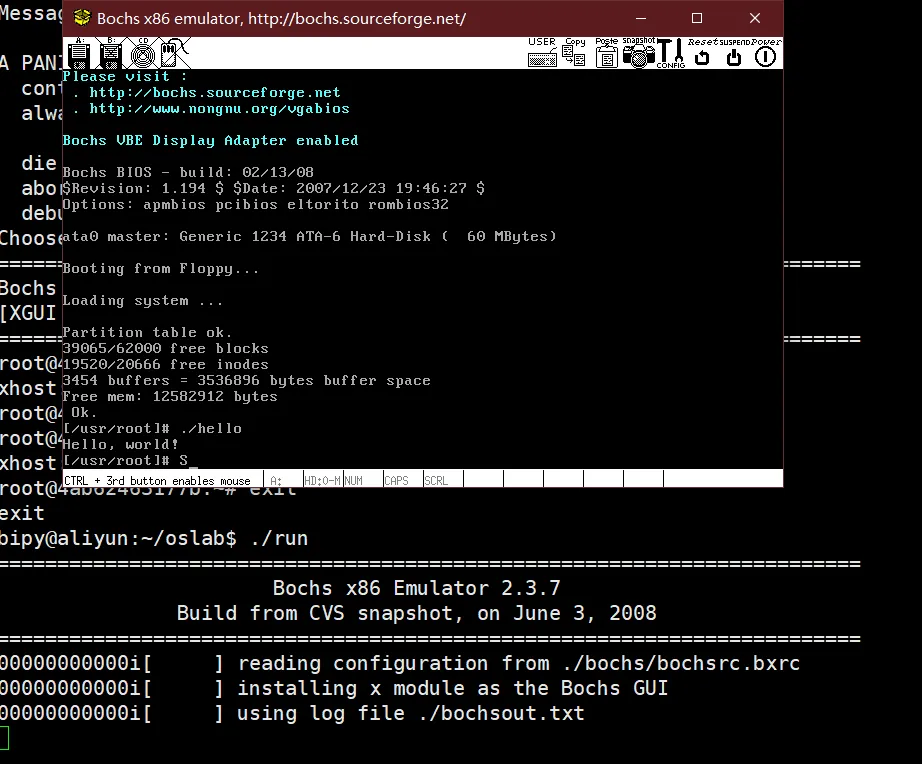 Messag
A PANI
cont
alwa
die
abor
debu
Choose
Bochs
[XGUI
root@4
xhost
root@4
root@4
xhost
Bochs x86 emulator, http://bochs.sourceforge.net/
A: B: CD USER Copy Paste snapshot CONFIG Reset SUSPEND Power
Please visit :
. http://bochs.sourceforge.net
. http://www.nongnu.org/vgabios
Bochs VBE Display Adapter enabled
Bochs BIOS - build: 02/13/08
$Revision: 1.194 $ $Date: 2007/12/23 19:46:27 $
Options: apmbios pcibios eltorito rombios32
ata0 master: Generic 1234 ATA-6 Hard-Disk (  60 MBytes)
Booting from Floppy...
Loading system ...
Partition table ok.
39065/62000 free blocks
19520/20666 free inodes
3454 buffers = 3536896 bytes buffer space
Free mem: 12582912 bytes
Ok.
[/usr/root]# ./hello
Hello, world!
[/usr/root]# S_
CTRL + 3rd button enables mouse A: HD:0-M NUM CAPS SCRL
root@4ab62465177b:~# exit
exit
bipy@aliyun:~/oslab$ ./run
========================================================================
Bochs x86 Emulator 2.3.7
Build from CVS snapshot, on June 3, 2008
========================================================================
00000000000i[     ] reading configuration from ./bochs/bochsrc.bxrc
00000000000i[     ] installing x module as the Bochs GUI
00000000000i[     ] using log file ./bochsout.txt